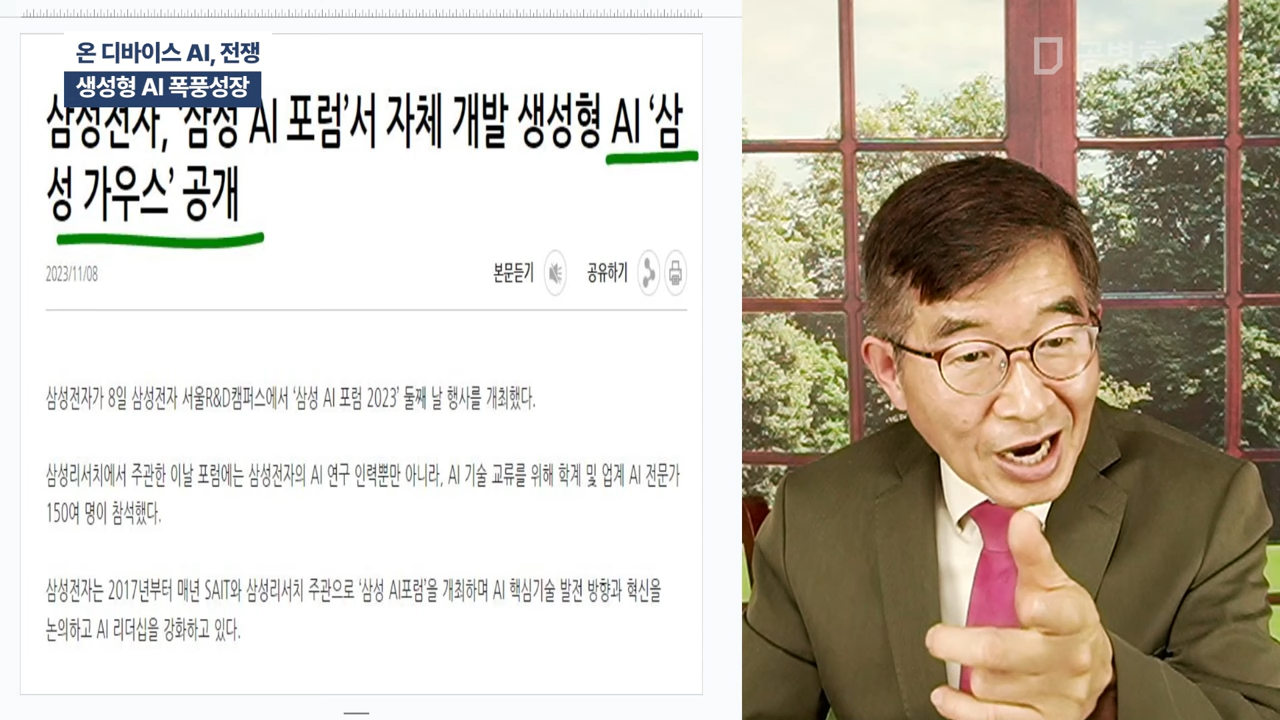 온 디바이스 AI, 전쟁
생성형 AI 폭풍성장
삼성전자, ‘삼성 AI 포럼’서 자체 개발 생성형 AI ‘삼
성 가우스’ 공개
2023/11/08
본문듣기
공유하기
삼성전자가 8일 삼성전자 서울R&D캠퍼스에서 ‘삼성 AI 포럼 2023’ 둘째 날 행사를 개최했다.
삼성리서치에서 주관한 이날 포럼에는 삼성전자의 AI 연구 인력뿐만 아니라, AI 기술 교류를 위해 학계 및 업계 AI 전문가
150여 명이 참석했다.
삼성전자는 2017년부터 매년 SAIT와 삼성리서치 주관으로 ‘삼성 AI포럼’을 개최하며 AI 핵심기술 발전 방향과 혁신을
논의하고 AI 리더십을 강화하고 있다.